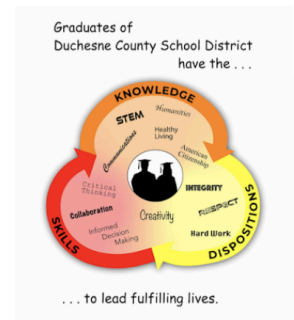 Graduates of
Duchesne County School District
have the . . .
KNOWLEDGE
STEM
Humanities
Communications
Healthy
Living
American
Citizenship
SKILLS
Critical
Thinking
Collaboration
Informed
Decision
Making
Creativity
DISPOSITIONS
INTEGRITY
RESPECT
Hard Work
. . . to lead fulfilling lives.